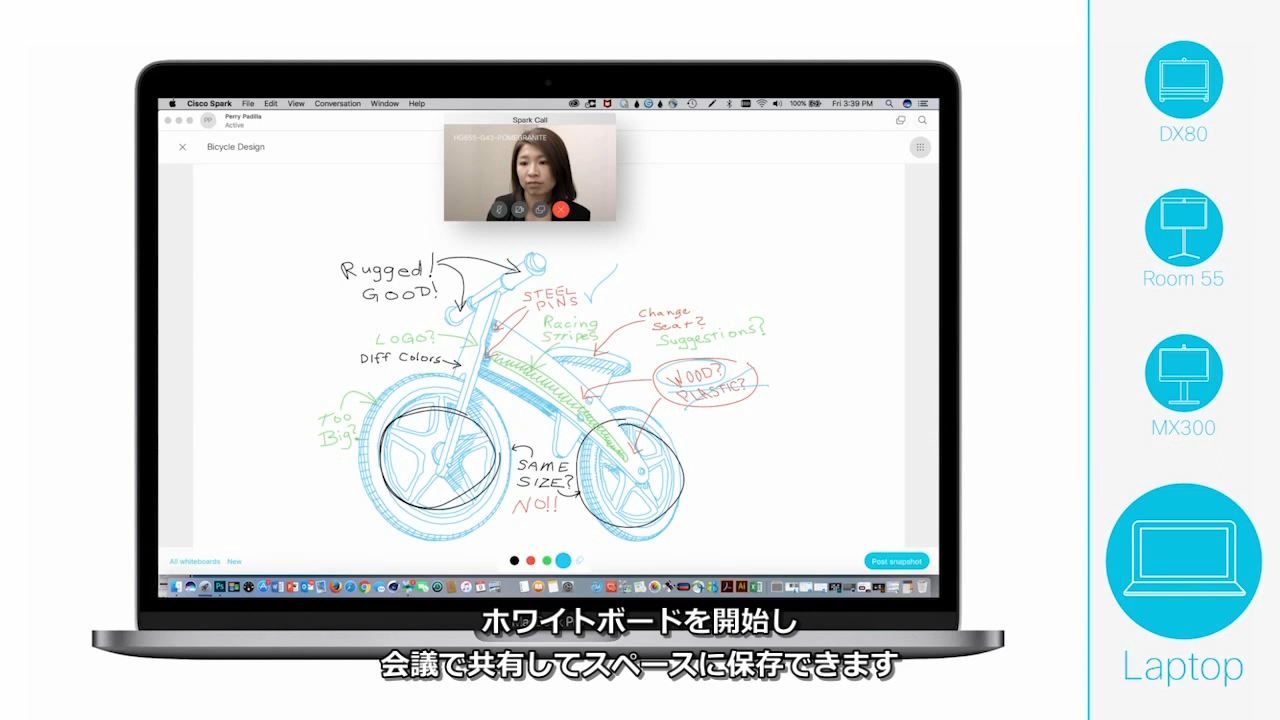 Cisco Spark File Edit View Conversation Window Help 100% Fri 3:39 PM
PP Perry Padilla
Active
Spark Call
Bicycle Design
HG655-G43-POMEGRANITE
Rugged!
GOOD!
STEEL
PINS
Racing
Stripes
Change
Seat?
Suggestions?
LOGO?
Diff Colors
WOOD?
PLASTIC?
Too
Big?
SAME
SIZE?
NO!!
All whiteboards New
Post snapshot
ホワイトボードを開始し
会議で共有してスペースに保存できます
DX80
Room 55
MX300
Laptop